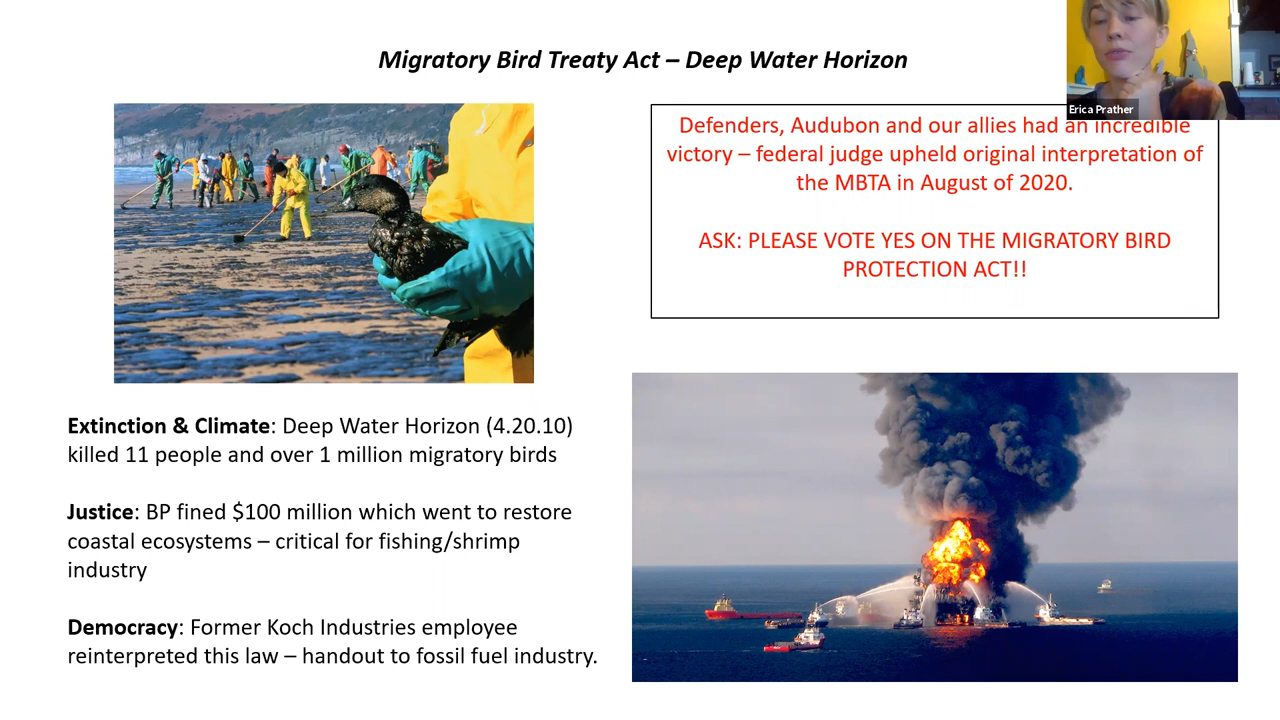 Migratory Bird Treaty Act – Deep Water Horizon
Erica Prather
Defenders, Audubon and our allies had an incredible
victory – federal judge upheld original interpretation of
the MBTA in August of 2020.
ASK: PLEASE VOTE YES ON THE MIGRATORY BIRD
PROTECTION ACT!!
Extinction & Climate: Deep Water Horizon (4.20.10)
killed 11 people and over 1 million migratory birds
Justice: BP fined $100 million which went to restore
coastal ecosystems – critical for fishing/shrimp
industry
Democracy: Former Koch Industries employee
reinterpreted this law – handout to fossil fuel industry.